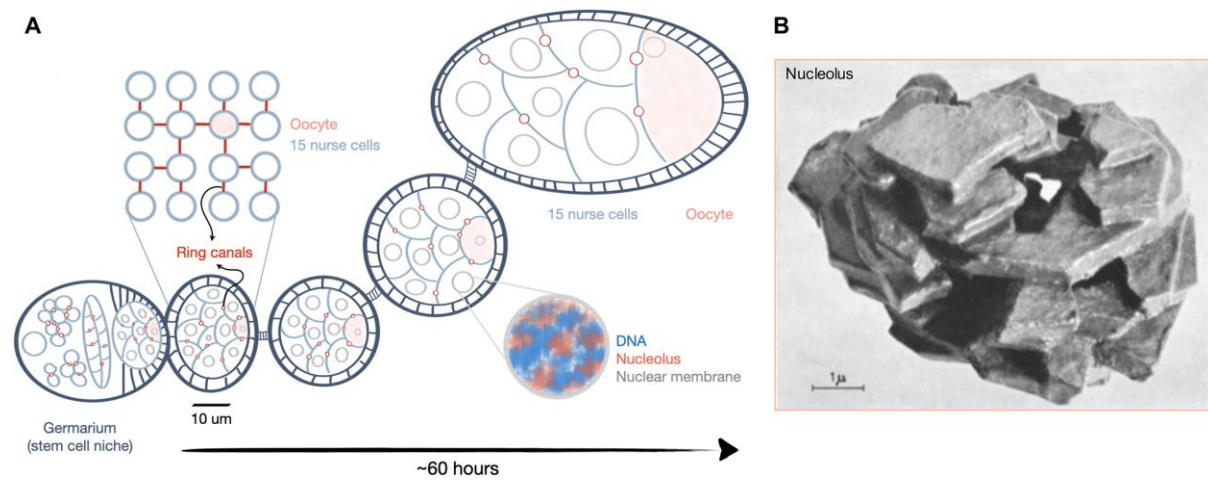 A
Oocyte
15 nurse cells
Ring canals
15 nurse cells
Oocyte
DNA
Nucleolus
Nuclear membrane
10 um
Germarium
(stem cell niche)
~60 hours
B
Nucleolus
1μ